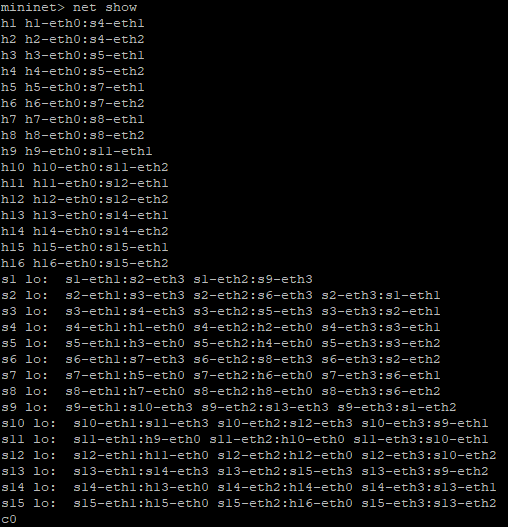 mininet> net show
h1 h1-eth0:s4-eth1
h2 h2-eth0:s4-eth2
h3 h3-eth0:s5-eth1
h4 h4-eth0:s5-eth2
h5 h5-eth0:s7-eth1
h6 h6-eth0:s7-eth2
h7 h7-eth0:s8-eth1
h8 h8-eth0:s8-eth2
h9 h9-eth0:s11-eth1
h10 h10-eth0:s11-eth2
h11 h11-eth0:s12-eth1
h12 h12-eth0:s12-eth2
h13 h13-eth0:s14-eth1
h14 h14-eth0:s14-eth2
h15 h15-eth0:s15-eth1
h16 h16-eth0:s15-eth2
s1 lo:  s1-eth1:s2-eth3 s1-eth2:s9-eth3
s2 lo:  s2-eth1:s3-eth3 s2-eth2:s6-eth3 s2-eth3:s1-eth1
s3 lo:  s3-eth1:s4-eth3 s3-eth2:s5-eth3 s3-eth3:s2-eth1
s4 lo:  s4-eth1:h1-eth0 s4-eth2:h2-eth0 s4-eth3:s3-eth1
s5 lo:  s5-eth1:h3-eth0 s5-eth2:h4-eth0 s5-eth3:s3-eth2
s6 lo:  s6-eth1:s7-eth3 s6-eth2:s8-eth3 s6-eth3:s2-eth2
s7 lo:  s7-eth1:h5-eth0 s7-eth2:h6-eth0 s7-eth3:s6-eth1
s8 lo:  s8-eth1:h7-eth0 s8-eth2:h8-eth0 s8-eth3:s6-eth2
s9 lo:  s9-eth1:s10-eth3 s9-eth2:s13-eth3 s9-eth3:s1-eth2
s10 lo:  s10-eth1:s11-eth3 s10-eth2:s12-eth3 s10-eth3:s9-eth1
s11 lo:  s11-eth1:h9-eth0 s11-eth2:h10-eth0 s11-eth3:s10-eth1
s12 lo:  s12-eth1:h11-eth0 s12-eth2:h12-eth0 s12-eth3:s10-eth2
s13 lo:  s13-eth1:s14-eth3 s13-eth2:s15-eth3 s13-eth3:s9-eth2
s14 lo:  s14-eth1:h13-eth0 s14-eth2:h14-eth0 s14-eth3:s13-eth1
s15 lo:  s15-eth1:h15-eth0 s15-eth2:h16-eth0 s15-eth3:s13-eth2
c0